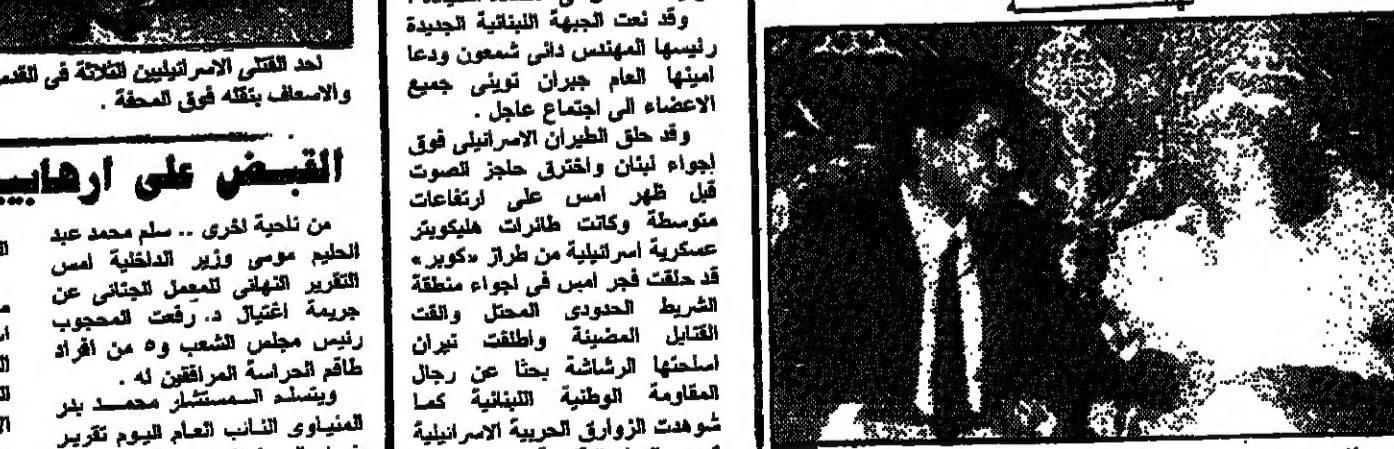 وقد نعت الجبهة اللبنانية الجديدة
رئيسها المهندس دانى شمعون ودعا
امينها العام جبران توينى جميع
الاعضاء الى اجتماع عاجل .
وقد حلق الطيران الاسرائيلى فوق
اجواء لبنان واخترق حاجز الصوت
قبل ظهر امس على ارتفاعات
متوسطة وكانت طائرات هليكوبتر
عسكرية اسرائيلية من طراز «كوبر»
قد حلقت فجر امس فى اجواء منطقة
الشريط الحدودى المحتل والقت
القنابل المضيئة واطلقت نيران
اسلحتها الرشاشة بحثا عن رجال
المقاومة الوطنية اللبنانية كما
شوهدت الزوارق الحربية الاسرائيلية
احد القتلى الاسرائيليين الثلاثة فى القدس
والاسعاف ينقله فوق المحفة .
القبض على ارهابيي
من ناحية اخرى .. سلم محمد عبد
الحليم موسى وزير الداخلية امس
التقرير النهائى للمعمل الجنائى عن
جريمة اغتيال د. رفعت المحجوب
رئيس مجلس الشعب و٥ من افراد
طاقم الحراسة المرافقين له .
ويتسلم المستشار محمد بدر
المنياوى النائب العام اليوم تقرير